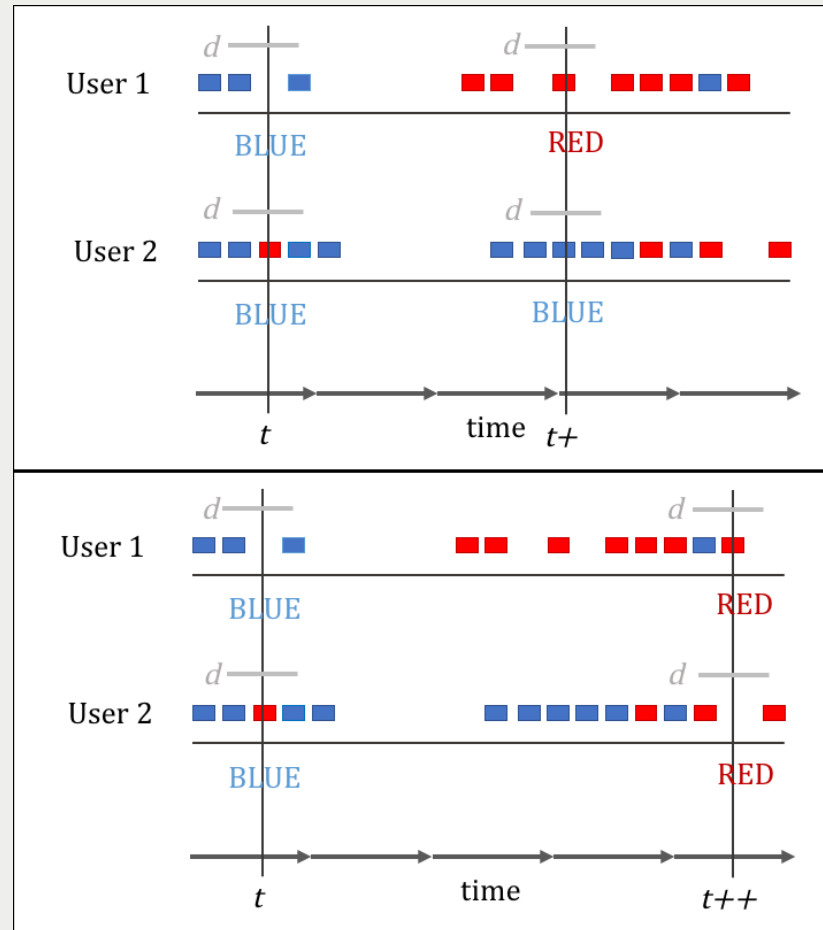 d d
User 1
BLUE RED
d d
User 2
BLUE BLUE
t time t+
d d
User 1
BLUE RED
d d
User 2
BLUE RED
t time t++